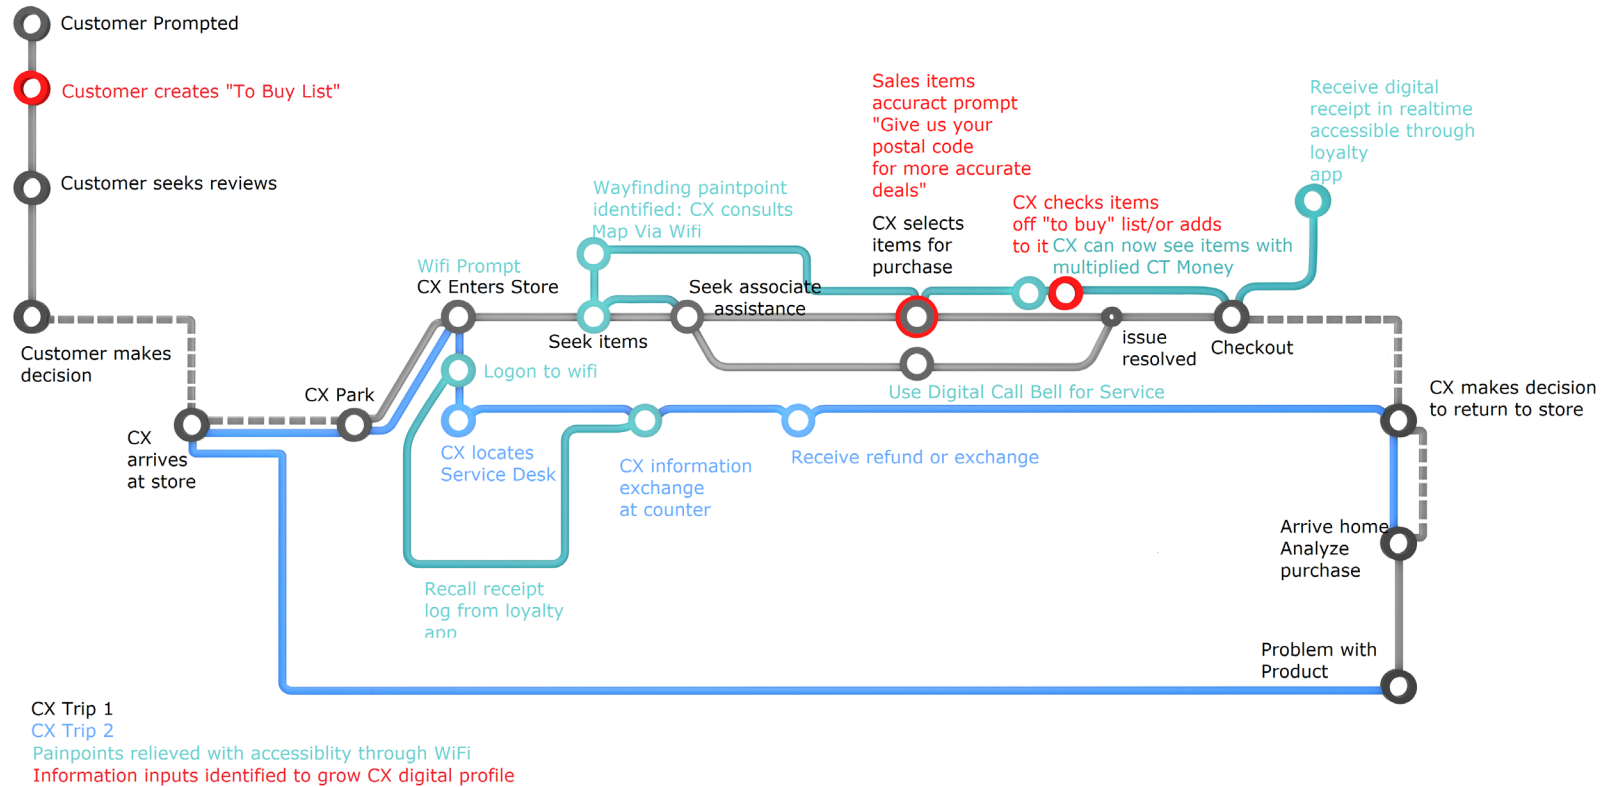 Customer Prompted
Customer creates "To Buy List"
Customer seeks reviews
Customer makes
decision
CX
arrives
at store
CX Park
Wifi Prompt
CX Enters Store
Logon to wifi
CX locates
Service Desk
Recall receipt
log from loyalty
app
Wayfinding paintpoint
identified: CX consults
Map Via Wifi
Seek items
Seek associate
assistance
CX information
exchange
at counter
Receive refund or exchange
Sales items
accuract prompt
"Give us your
postal code
for more accurate
deals"
CX selects
items for
purchase
Use Digital Call Bell for Service
CX checks items
off "to buy" list/or adds
to it
CX can now see items with
multiplied CT Money
issue
resolved
Checkout
Receive digital
receipt in realtime
accessible through
loyalty
app
CX makes decision
to return to store
Arrive home
Analyze
purchase
Problem with
Product
CX Trip 1
CX Trip 2
Painpoints relieved with accessiblity through WiFi
Information inputs identified to grow CX digital profile